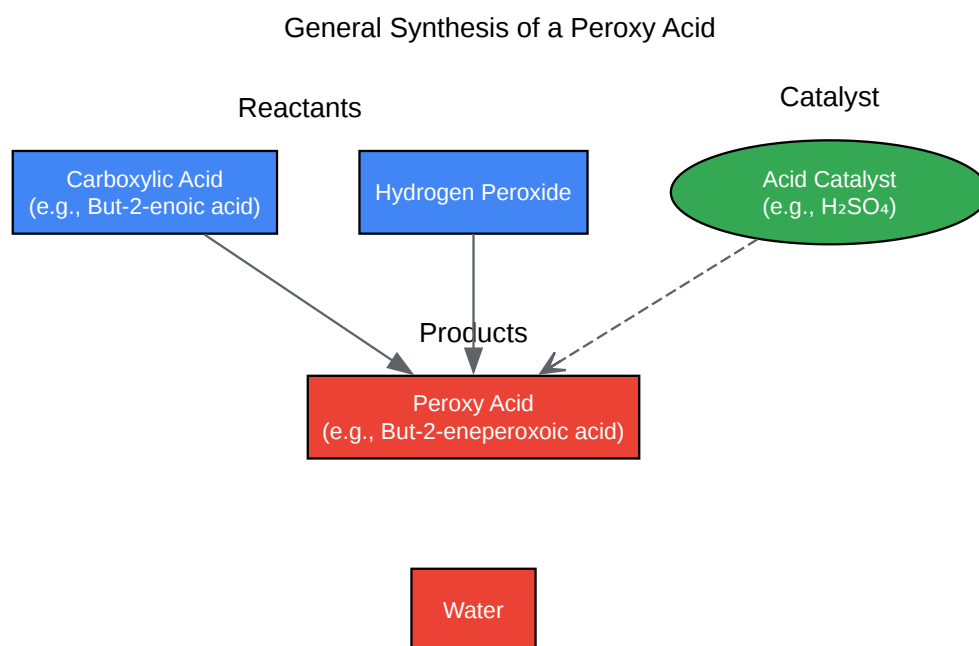 General Synthesis of a Peroxy Acid
Reactants
Catalyst
Carboxylic Acid
(e.g., But-2-enoic acid)
Hydrogen Peroxide
Acid Catalyst
(e.g., H₂SO₄)
Products
Peroxy Acid
(e.g., But-2-eneperoxoic acid)
Water